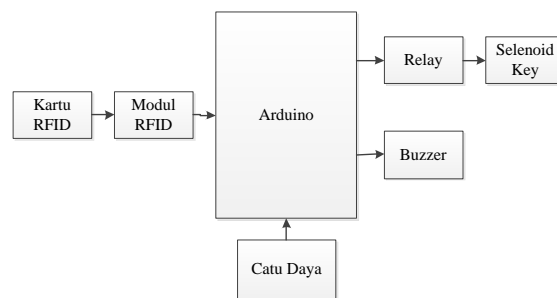 Kartu
RFID
Modul
RFID
Arduino
Relay
Selenoid
Key
Buzzer
Catu Daya